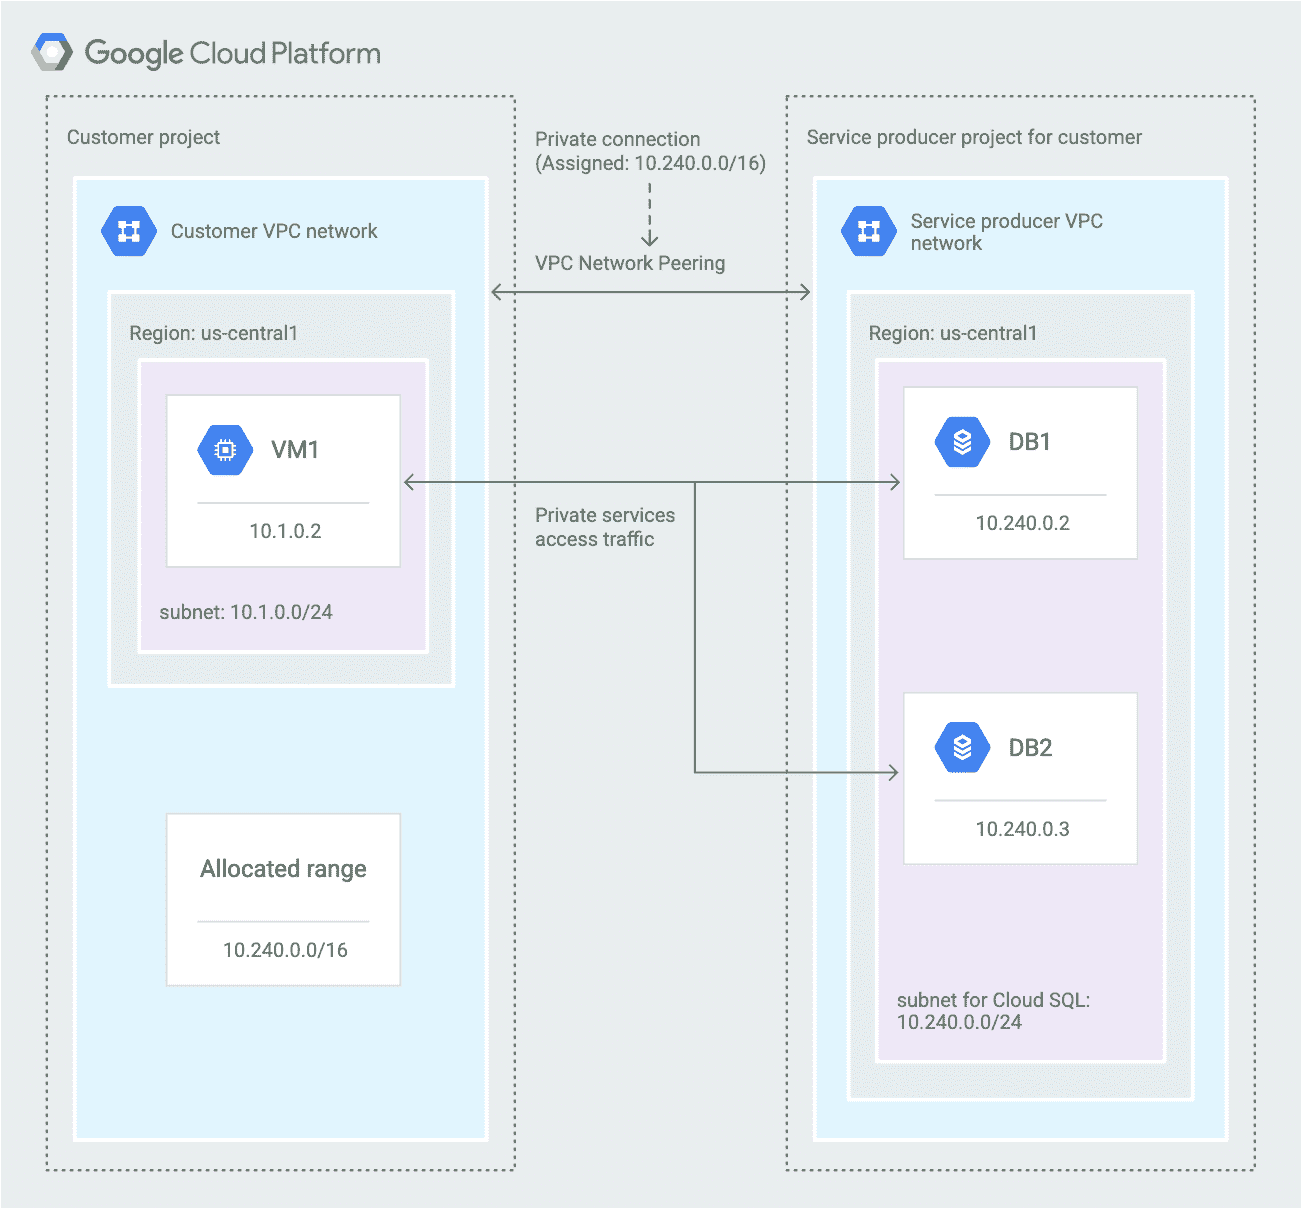 Google Cloud Platform
Customer project
Private connection
(Assigned: 10.240.0.0/16)
Service producer project for customer
Customer VPC network
Service producer VPC
network
VPC Network Peering
Region: us-central1
Region: us-central1
VM1
10.1.0.2
subnet: 10.1.0.0/24
Private services
access traffic
DB1
10.240.0.2
DB2
10.240.0.3
Allocated range
10.240.0.0/16
subnet for Cloud SQL:
10.240.0.0/24